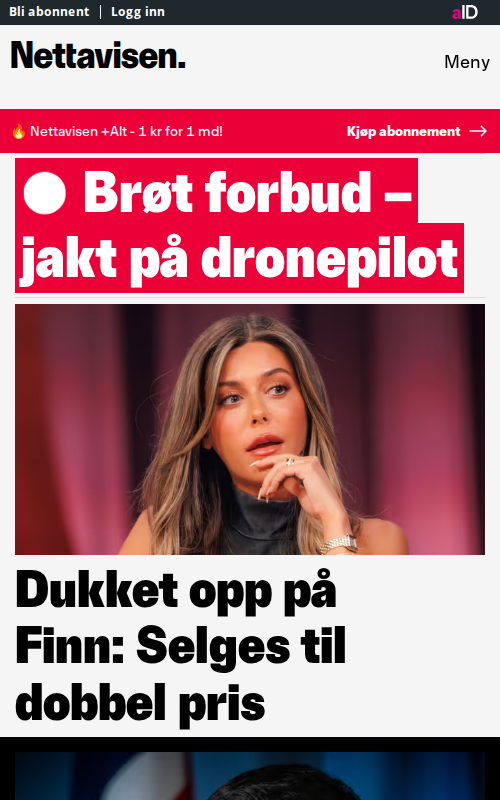 Bli abonnent | Logg inn
aID
Nettavisen.
Meny
🔥 Nettavisen +Alt - 1 kr for 1 md!
Kjøp abonnement →
Brøt forbud –
jakt på dronepilot
Dukket opp på
Finn: Selges til
dobbel pris